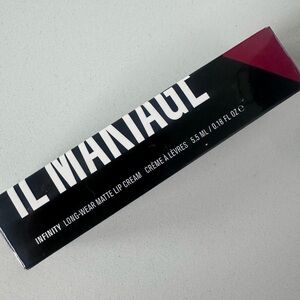 IL MAKIAGE
INFINITY LONG-WEAR MATTE LIP CREAM CRÈME À LÈVRES 5.5 ML / 0.18 FL OZ e